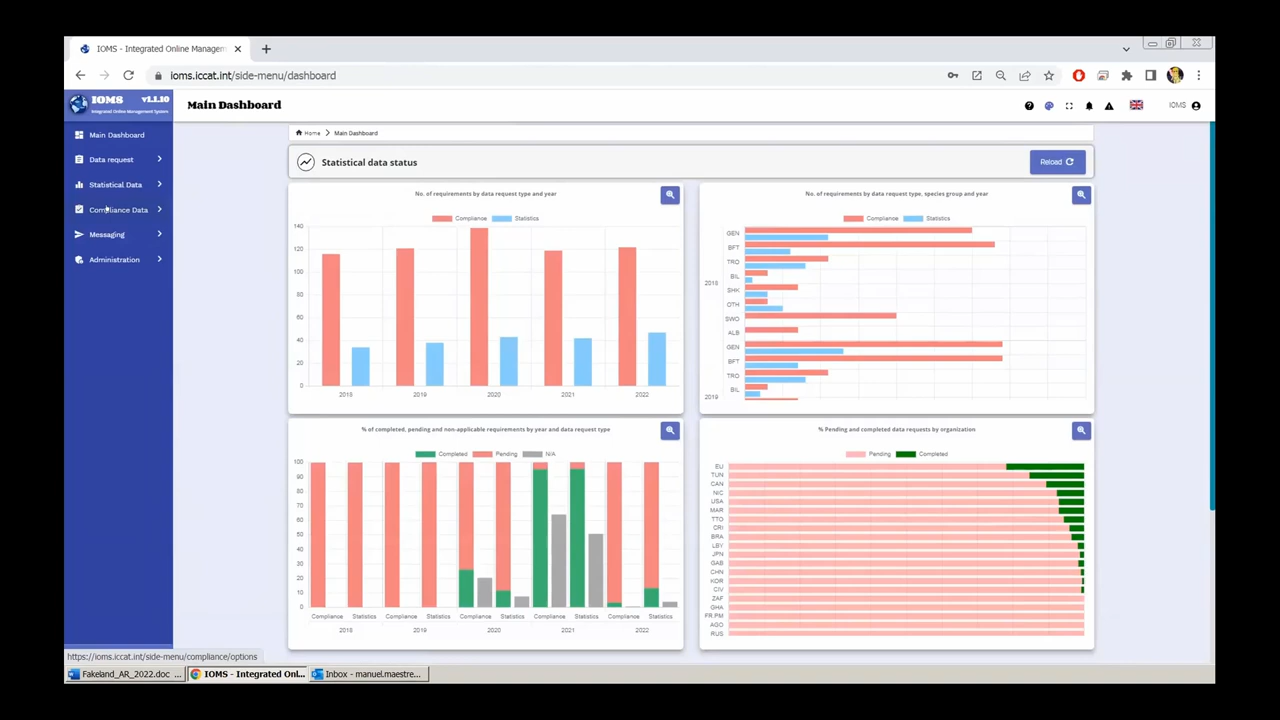 IOMS - Integrated Online Managem
ioms.iccat.int/side-menu/dashboard
IOMS v1.1.10
Integrated Online Management System
Main Dashboard
IOMS
Main Dashboard
Data request
Statistical Data
Compliance Data
Messaging
Administration
Home > Main Dashboard
Statistical data status
Reload
No. of requirements by data request type and year
Compliance Statistics
140
120
100
80
60
40
20
0
2018 2019 2020 2021 2022
No. of requirements by data request type, species group and year
Compliance Statistics
GEN
BFT
TRO
BIL
2018
SHK
OTH
SWO
ALB
GEN
BFT
TRO
BIL
2019
% of completed, pending and non-applicable requirements by year and data request type
Completed Pending N/A
100
90
80
70
60
50
40
30
20
10
0
Compliance Statistics Compliance Statistics Compliance Statistics Compliance Statistics Compliance Statistics
2018 2019 2020 2021 2022
% Pending and completed data requests by organization
Pending Completed
EU
TUN
CAN
NIC
USA
MAR
TTO
CRI
BRA
LBY
JPN
GAB
CHN
KOR
CIV
ZAF
GHA
FR.PM
AGO
RUS
https://ioms.iccat.int/side-menu/compliance/options
Fakeland_AR_2022.doc ...
IOMS - Integrated Onl...
Inbox - manuel.maestre...